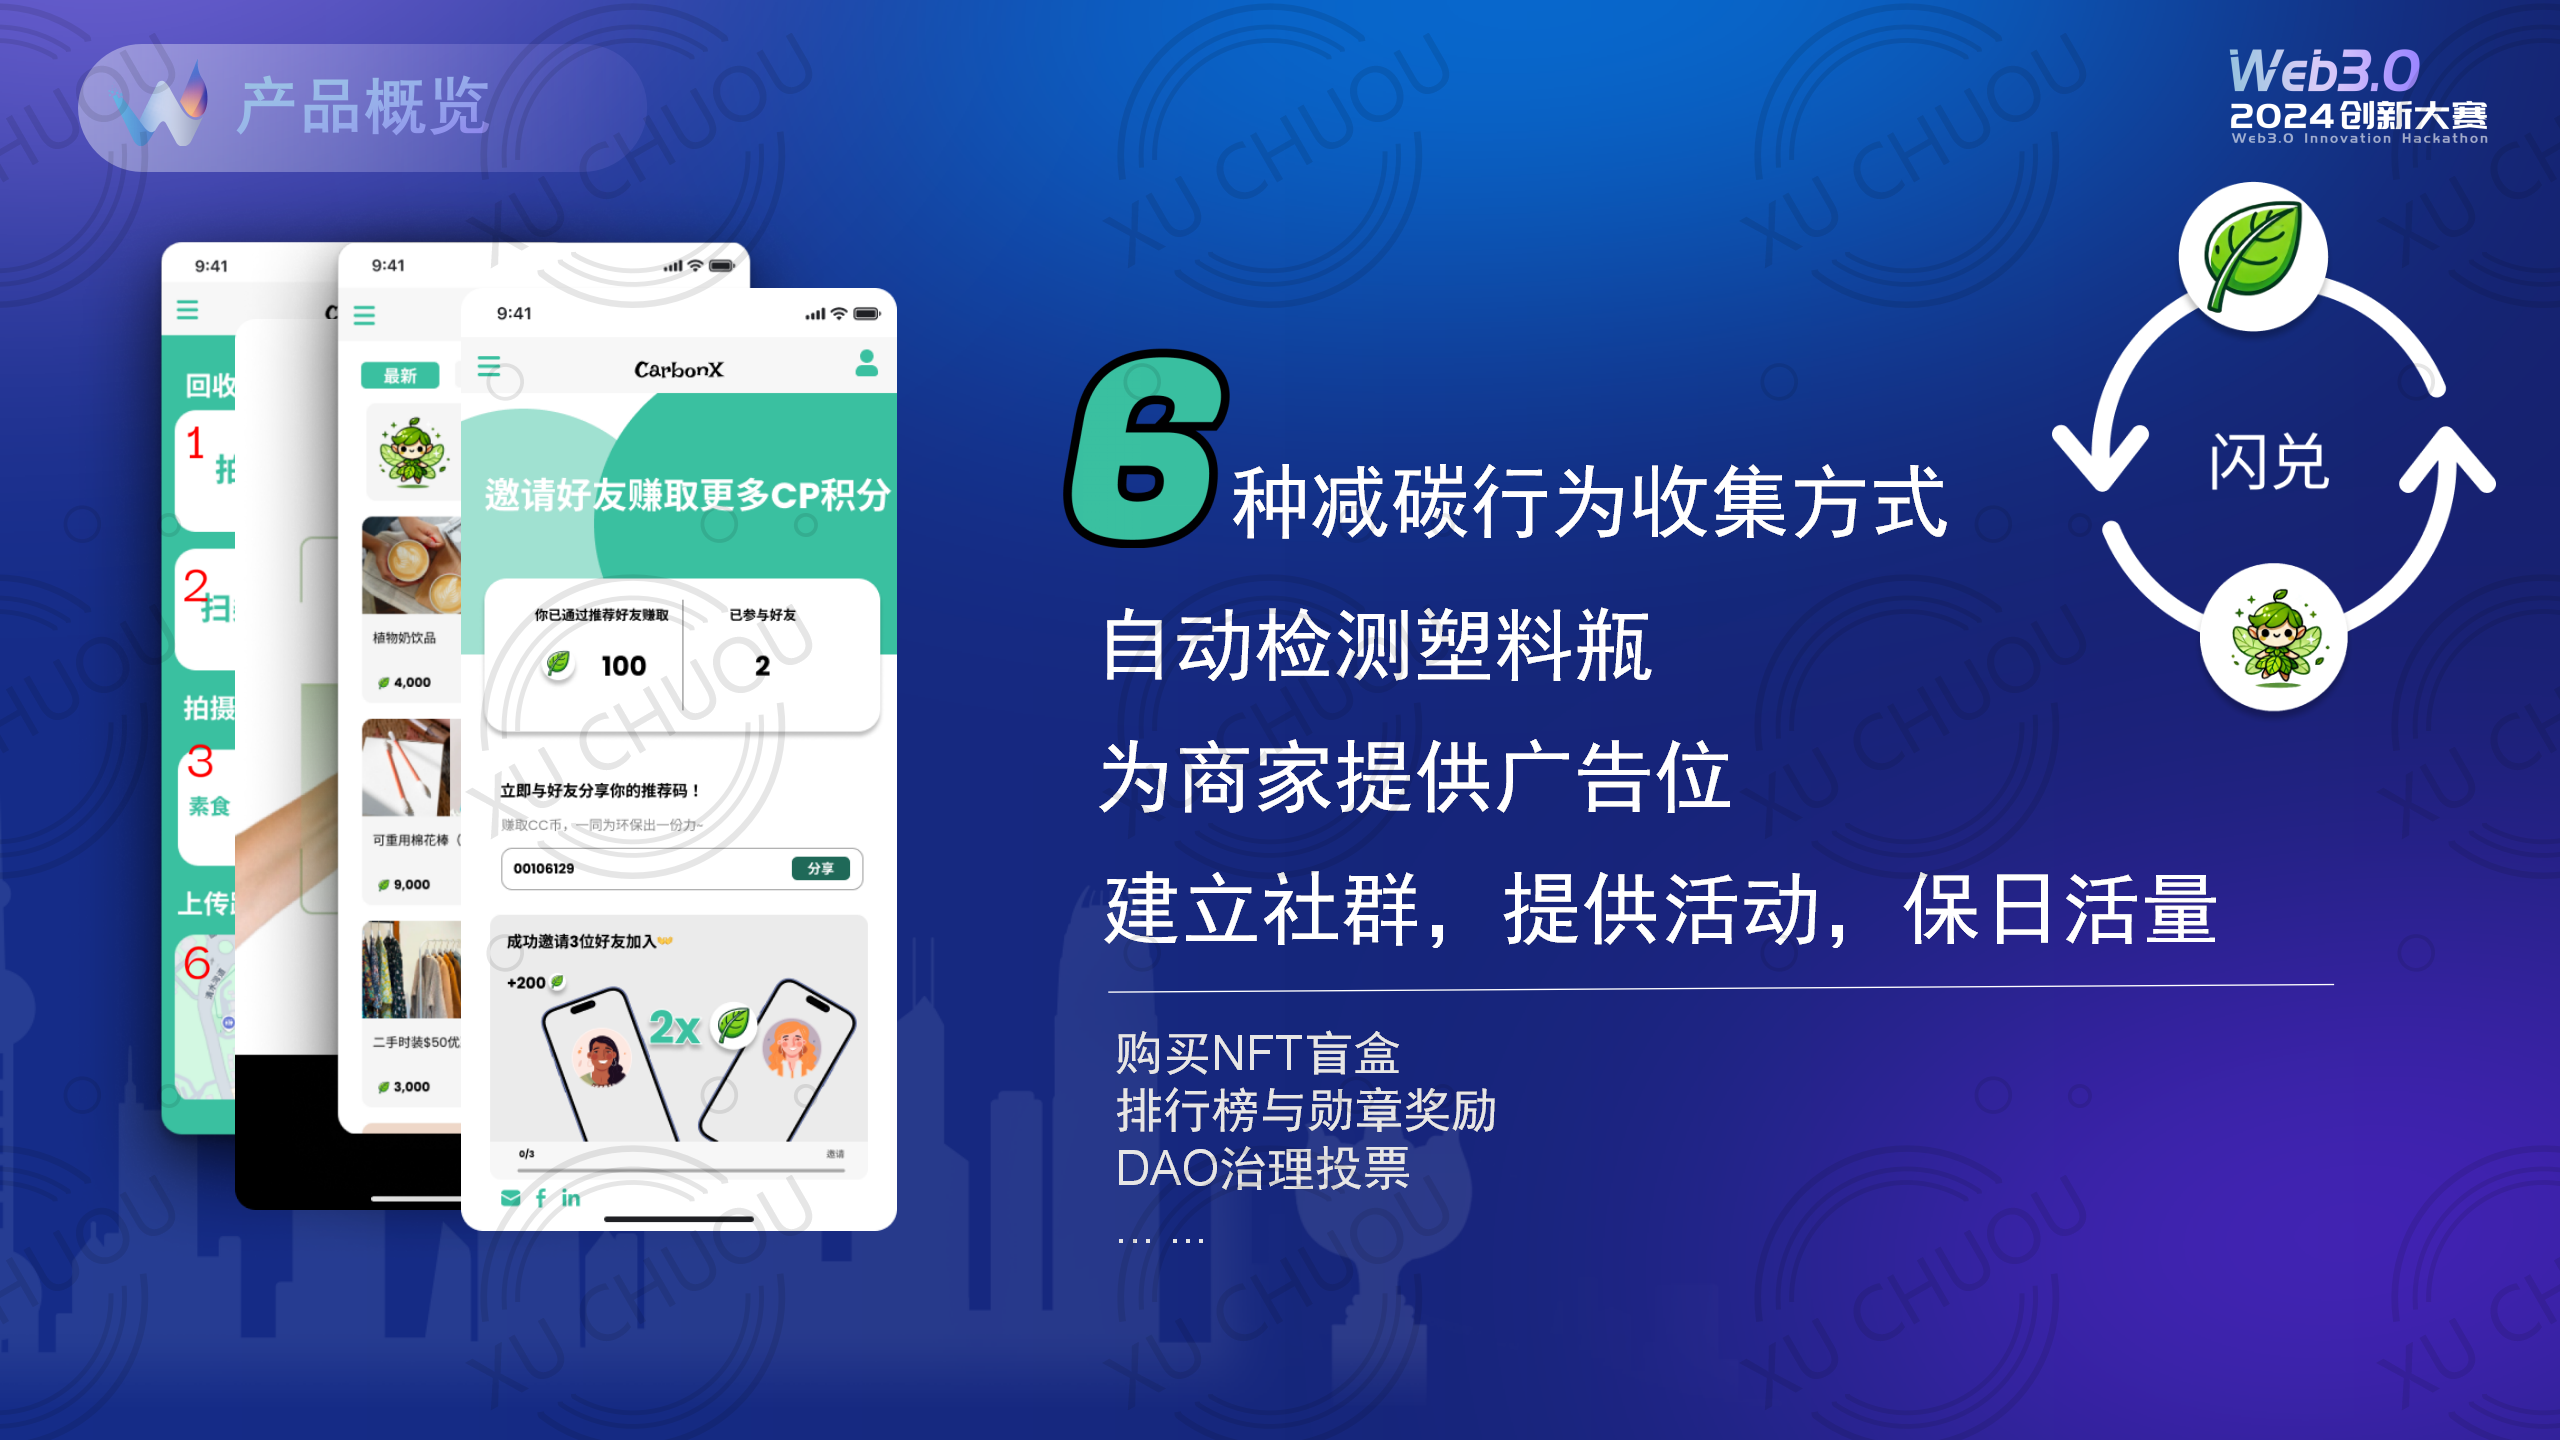 产品概览
Web3.0
2024创新大赛
Web3.0 Innovation Hackathon
9:41
回收
1
2
拍摄
3
素食
上传
6
9:41
最新
植物奶饮品
4,000
可重用棉花棒（
9,000
二手时装$50优
3,000
9:41
CarbonX
邀请好友赚取更多CP积分
你已通过推荐好友赚取
已参与好友
100
2
立即与好友分享你的推荐码！
赚取CC币，一同为环保出一份力~
00106129
分享
成功邀请3位好友加入
+200
2x
0/3
邀请
6种减碳行为收集方式
自动检测塑料瓶
为商家提供广告位
建立社群，提供活动，保日活量
购买NFT盲盒
排行榜与勋章奖励
DAO治理投票
... ...
闪兑
XU CHUOU